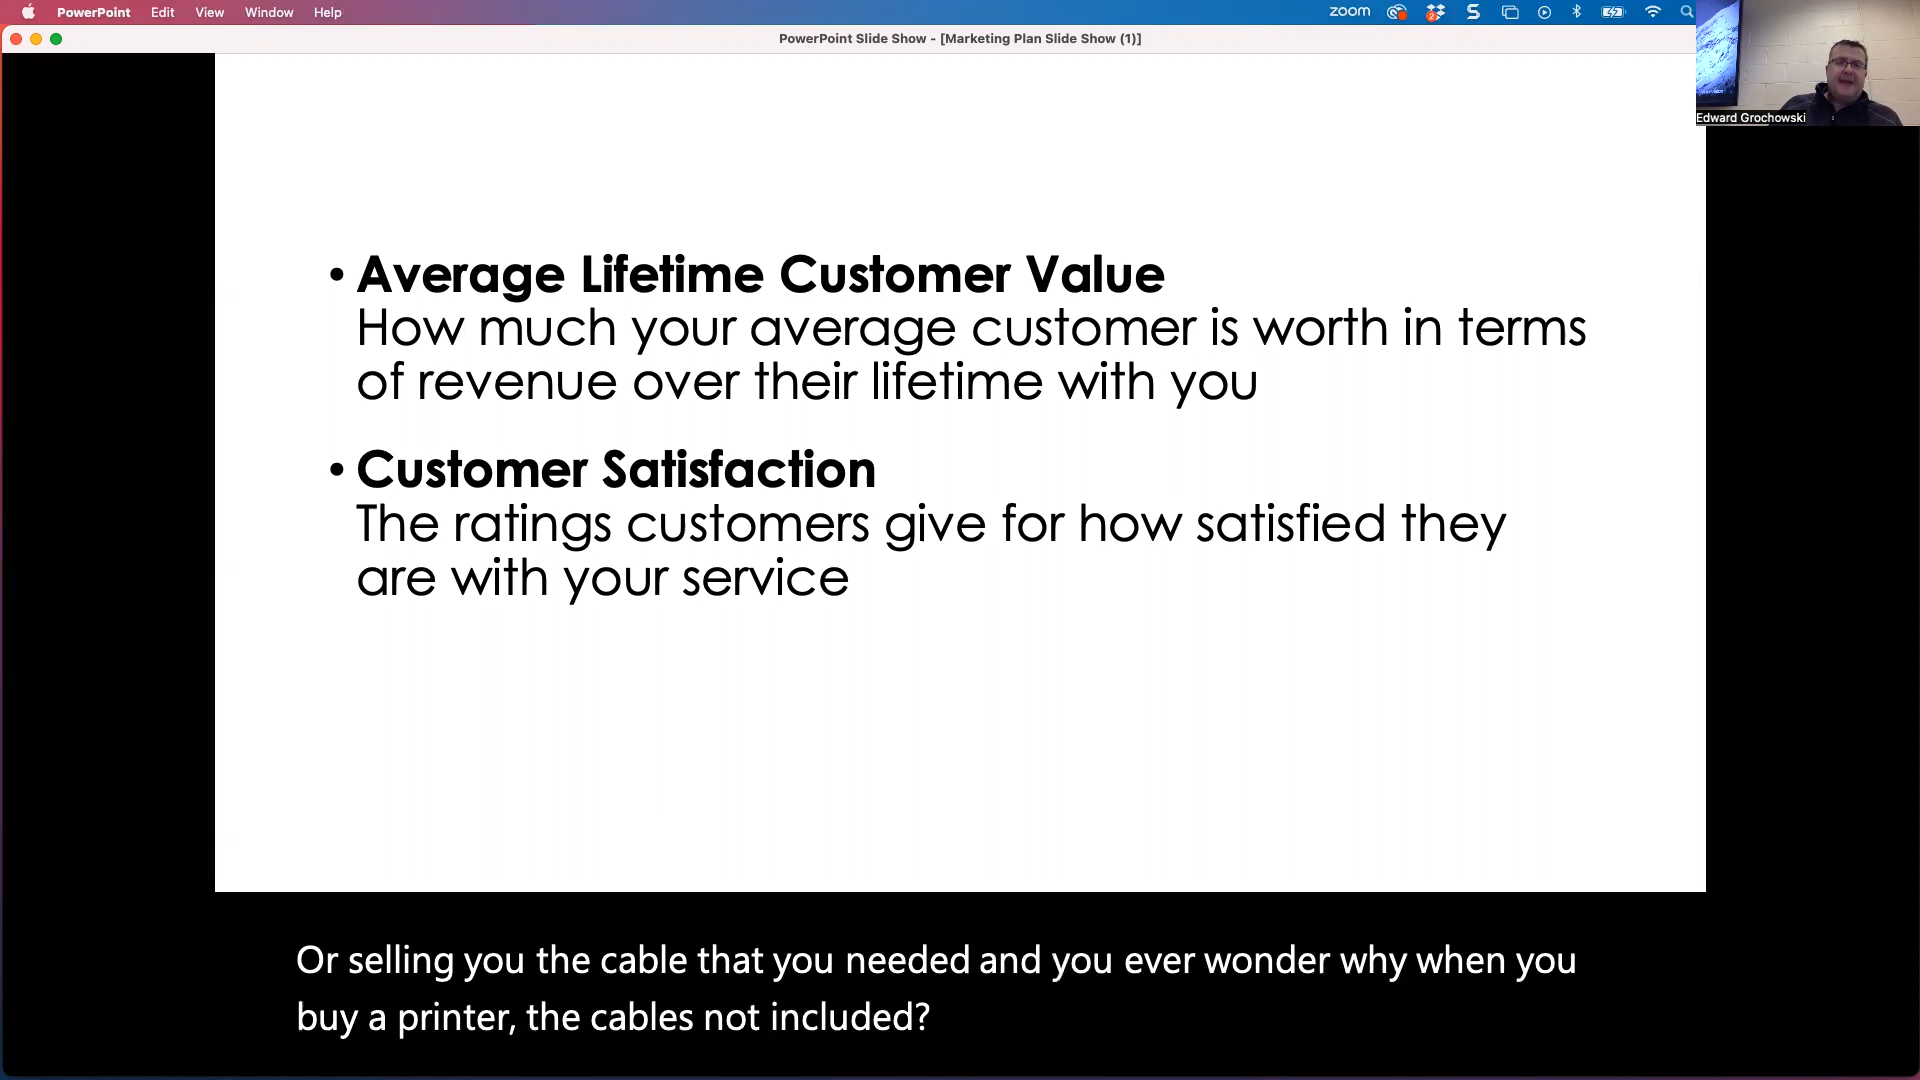 PowerPoint Edit View Window Help zoom
PowerPoint Slide Show - [Marketing Plan Slide Show (1)]
Edward Grochowski
• Average Lifetime Customer Value
How much your average customer is worth in terms
of revenue over their lifetime with you
• Customer Satisfaction
The ratings customers give for how satisfied they
are with your service
Or selling you the cable that you needed and you ever wonder why when you
buy a printer, the cables not included?